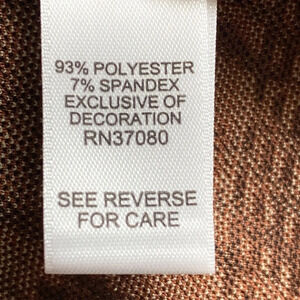 93% POLYESTER
7% SPANDEX
EXCLUSIVE OF
DECORATION
RN37080
SEE REVERSE
FOR CARE